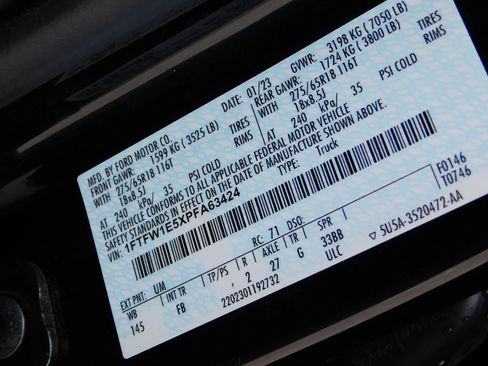 MFD. BY FORD MOTOR CO.
DATE: 01/23 GVWR: 3198 KG (7050 LB)
FRONT GAWR: 1599 KG (3525 LB) REAR GAWR: 1724 KG (3800 LB)
WITH 275/65R18 116T TIRES WITH 275/65R18 116T TIRES
18x8.5J RIMS 18x8.5J RIMS
AT 240 kPa/ 35 PSI COLD AT 240 kPa/ 35 PSI COLD
THIS VEHICLE CONFORMS TO ALL APPLICABLE FEDERAL MOTOR VEHICLE
SAFETY STANDARDS IN EFFECT ON THE DATE OF MANUFACTURE SHOWN ABOVE.
VIN: 1FTFW1E5XPFA63424 TYPE: Truck
F0146
T0746
EXT PNT: UM RC: 71 DSO:
WB INT TR TP/PS R AXLE TR
145 FB 2 27 G 33BB
2202301192732 ULC 5U5A-3520472-AA